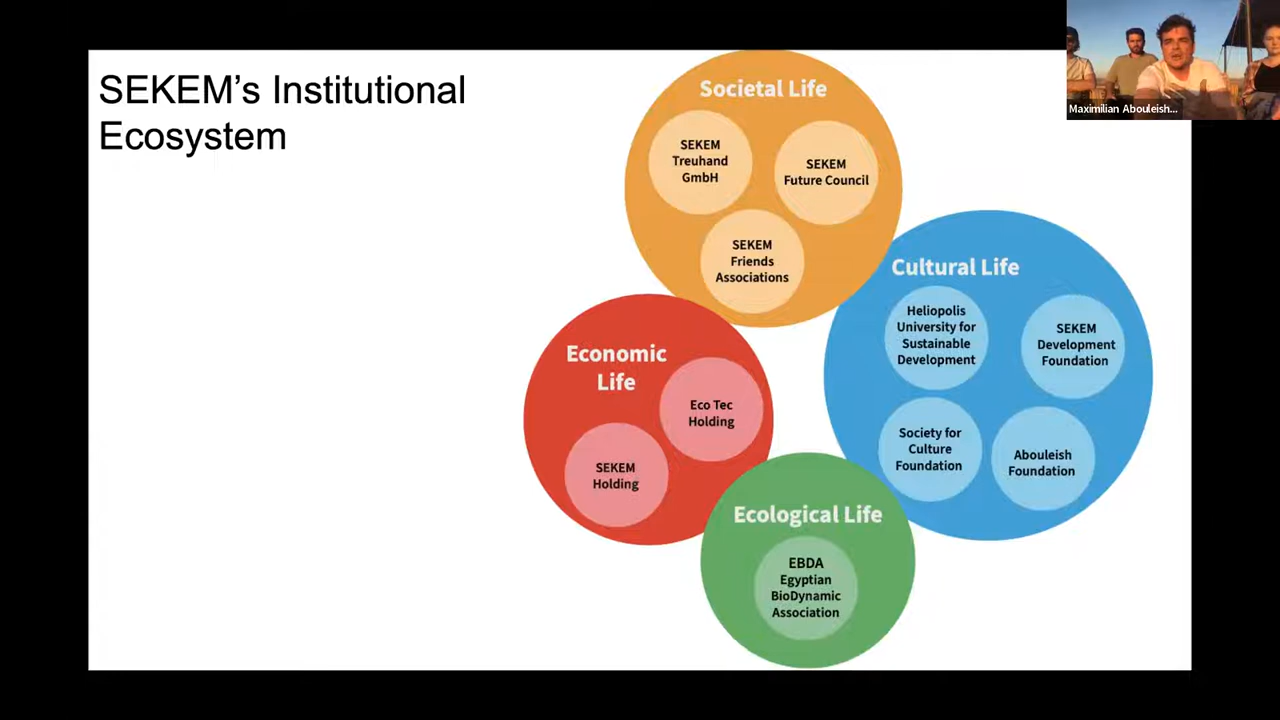 SEKEM’s Institutional
Ecosystem
Maximilian Abouleish...
Societal Life
SEKEM
Treuhand
GmbH
SEKEM
Future Council
SEKEM
Friends
Associations
Cultural Life
Heliopolis
University for
Sustainable
Development
SEKEM
Development
Foundation
Society for
Culture
Foundation
Abouleish
Foundation
Economic
Life
Eco Tec
Holding
SEKEM
Holding
Ecological Life
EBDA
Egyptian
BioDynamic
Association